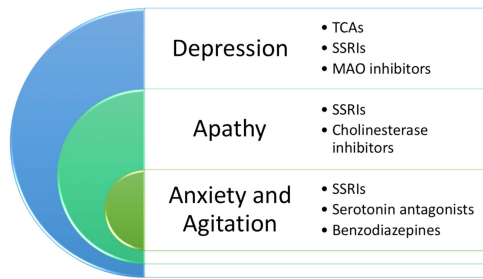 Depression
• TCAs
• SSRIs
• MAO inhibitors
Apathy
• SSRIs
• Cholinesterase
inhibitors
Anxiety and
Agitation
• SSRIs
• Serotonin antagonists
• Benzodiazepines